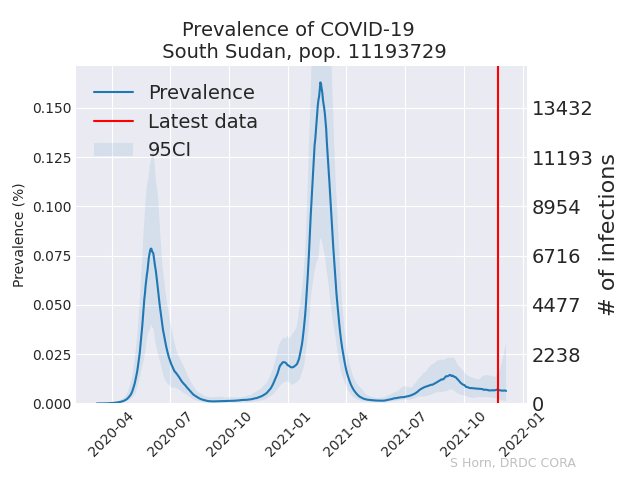 Prevalence of COVID-19
South Sudan, pop. 11193729
Prevalence
Latest data
95CI
Prevalence (%)
0.150
0.125
0.100
0.075
0.050
0.025
0.000
13432
11193
8954
6716
4477
2238
0
# of infections
2020-04
2020-07
2020-10
2021-01
2021-04
2021-07
2021-10
2022-01
S Horn, DRDC CORA